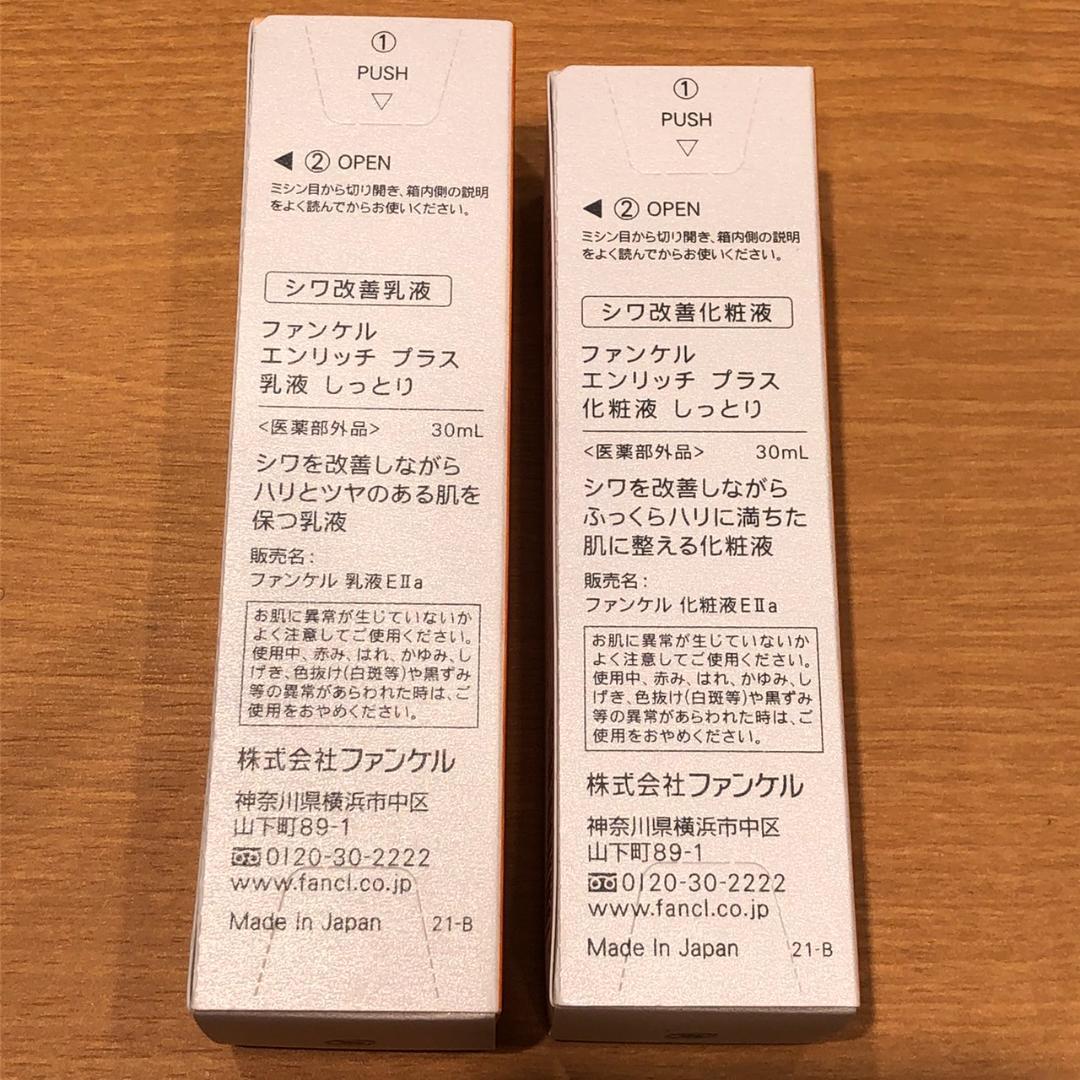 ①
PUSH
▽
◀ ② OPEN
ミシン目から切り開き、箱内側の説明
をよく読んでからお使いください。
シワ改善乳液
ファンケル
エンリッチ プラス
乳液 しっとり
<医薬部外品> 30mL
シワを改善しながら
ハリとツヤのある肌を
保つ乳液
販売名:
ファンケル 乳液EⅡa
お肌に異常が生じていないか
よく注意してご使用ください。
使用中、赤み、はれ、かゆみ、し
げき、色抜け(白斑等)や黒ずみ
等の異常があらわれた時は、ご
使用をおやめください。
株式会社ファンケル
神奈川県横浜市中区
山下町89-1
0120-30-2222
www.fancl.co.jp
Made In Japan 21-B
①
PUSH
▽
◀ ② OPEN
ミシン目から切り開き、箱内側の説明
をよく読んでからお使いください。
シワ改善化粧液
ファンケル
エンリッチ プラス
化粧液 しっとり
<医薬部外品> 30mL
シワを改善しながら
ふっくらハリに満ちた
肌に整える化粧液
販売名:
ファンケル 化粧液EⅡa
お肌に異常が生じていないか
よく注意してご使用ください。
使用中、赤み、はれ、かゆみ、し
げき、色抜け(白斑等)や黒ずみ
等の異常があらわれた時は、ご
使用をおやめください。
株式会社ファンケル
神奈川県横浜市中区
山下町89-1
0120-30-2222
www.fancl.co.jp
Made In Japan 21-B